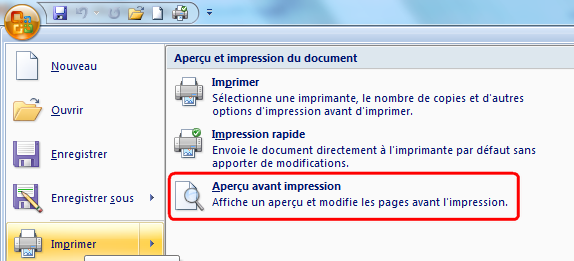 Nouveau
Ouvrir
Enregistrer
Enregistrer sous
Imprimer
Aperçu et impression du document
Imprimer
Sélectionne une imprimante, le nombre de copies et d'autres
options d'impression avant d'imprimer.
Impression rapide
Envoie le document directement à l'imprimante par défaut sans
apporter de modifications.
Aperçu avant impression
Affiche un aperçu et modifie les pages avant l'impression.